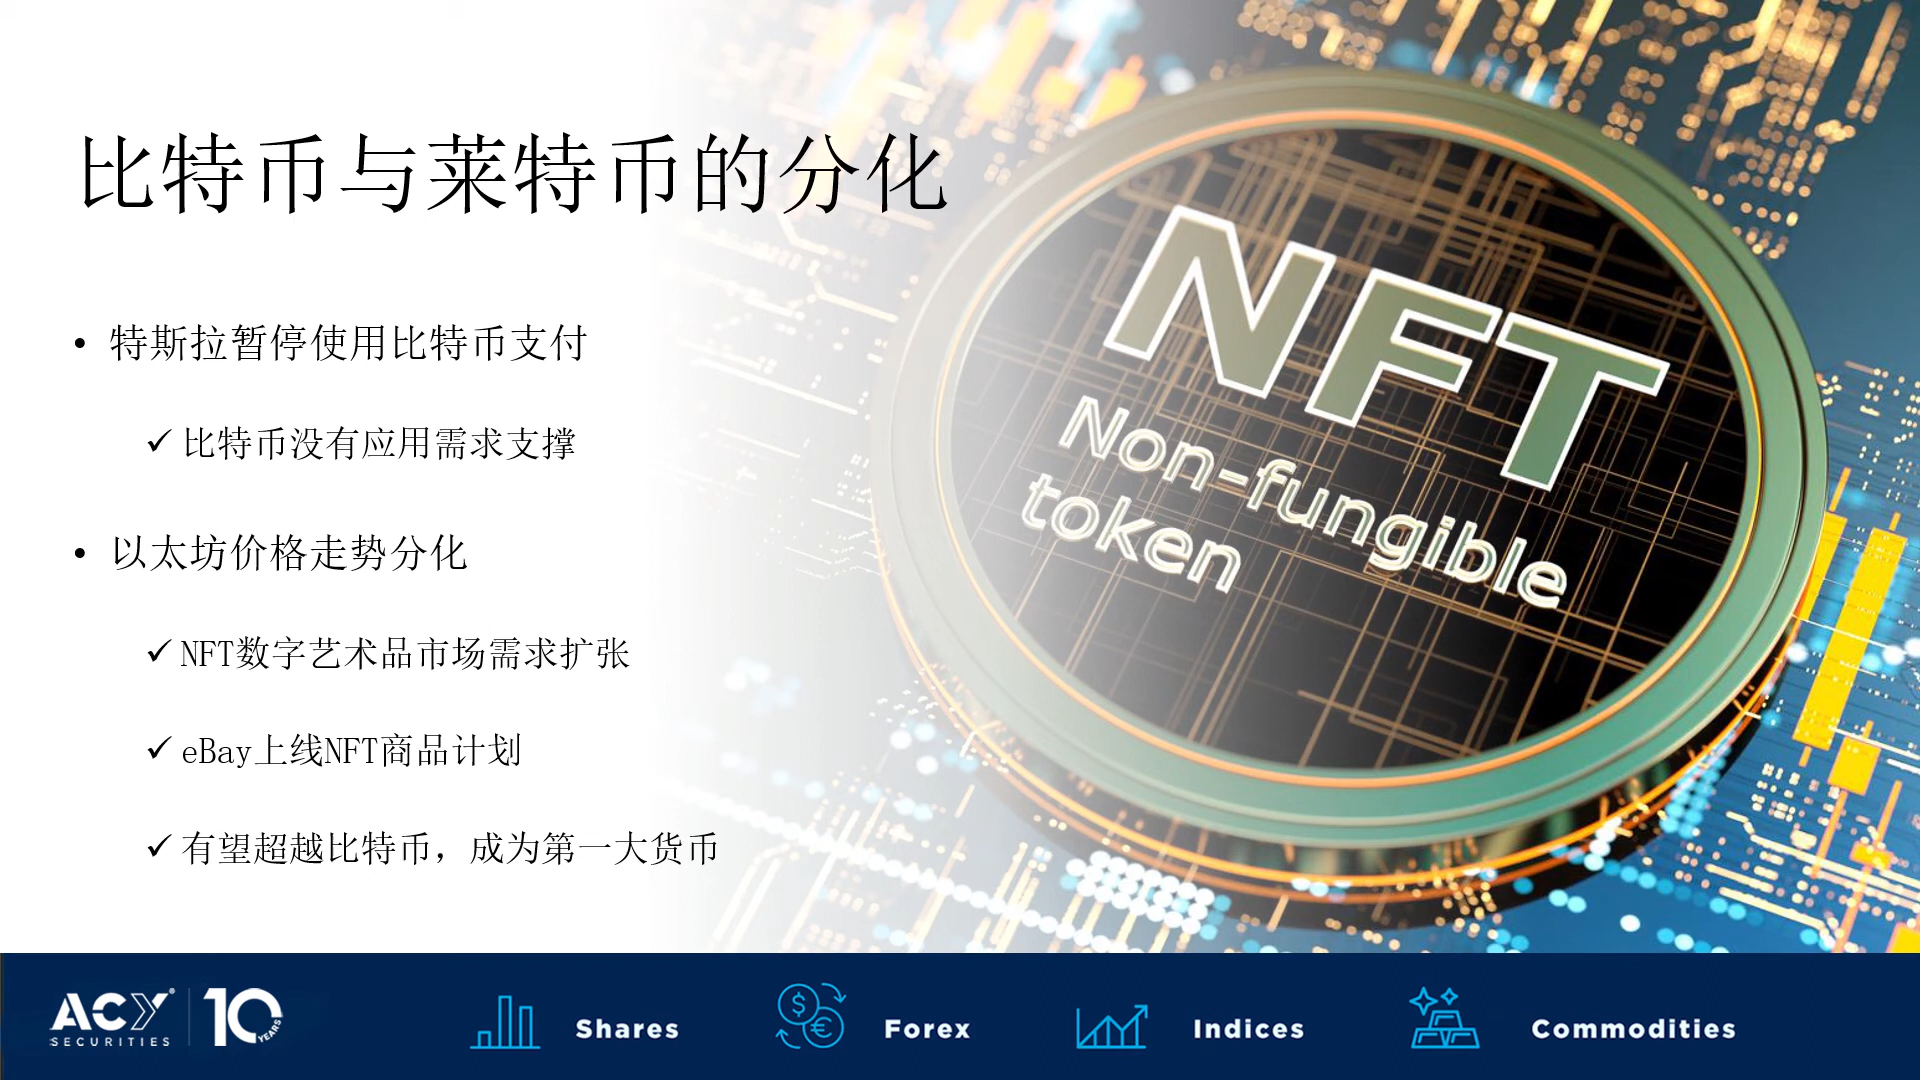 比特币与莱特币的分化
• 特斯拉暂停使用比特币支付
✓ 比特币没有应用需求支撑
• 以太坊价格走势分化
✓ NFT数字艺术品市场需求扩张
✓ eBay上线NFT商品计划
✓ 有望超越比特币，成为第一大货币
NFT
Non-fungible
token
ACY® SECURITIES | 10 YEARS
Shares
Forex
Indices
Commodities